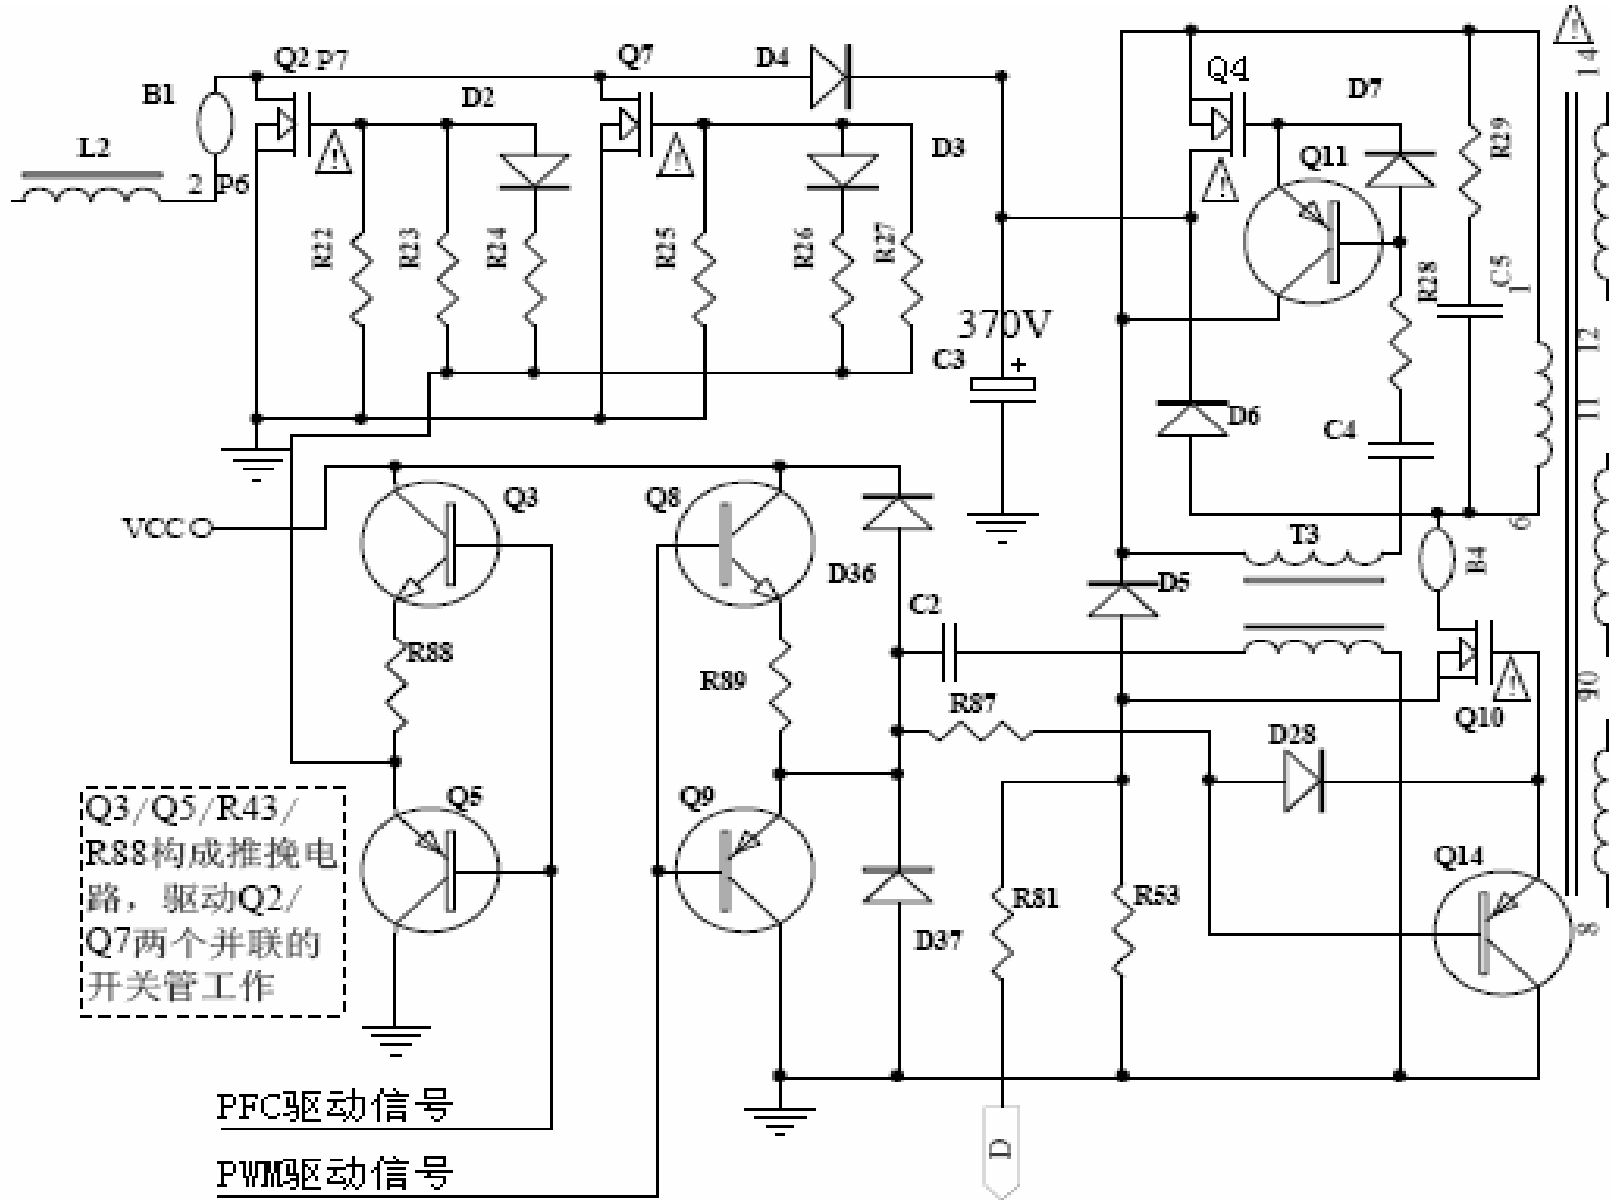 Q2 P7
Q7
D4
B1
D2
L2
2
P6
D3
R22
R23
R24
R25
R26
R27
370V
C3
+
Q4
D7
Q11
R29
R28
C5
1
14
12
11
D6
C4
6
T3
B4
D5
VCC
Q3
Q8
D36
C2
R88
R89
R87
Q10
90
D28
Q3/Q5/R43/
R88构成推挽电
路，驱动Q2/
Q7两个并联的
开关管工作
Q5
Q9
Q14
D37
R81
R53
8
PFC驱动信号
PWM驱动信号
D